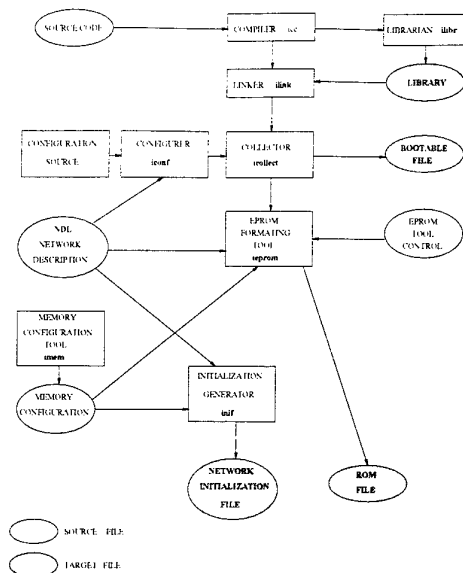 SOURCE CODE
COMPILER icc
LIBRARIAN ilibr
LINKER ilink
LIBRARY
CONFIGURATION
SOURCE
CONFIGURER
iconf
COLLECTOR
icollect
BOOTABLE
FILE
NDL
NETWORK
DESCRIPTION
EPROM
FORMATING
TOOL
ieprom
EPROM
TOOL
CONTROL
MEMORY
CONFIGURATION
TOOL
imem
MEMORY
CONFIGURATION
INITIALIZATION
GENERATOR
inif
NETWORK
INITIALIZATION
FILE
ROM
FILE
SOURCE FILE
TARGET FILE